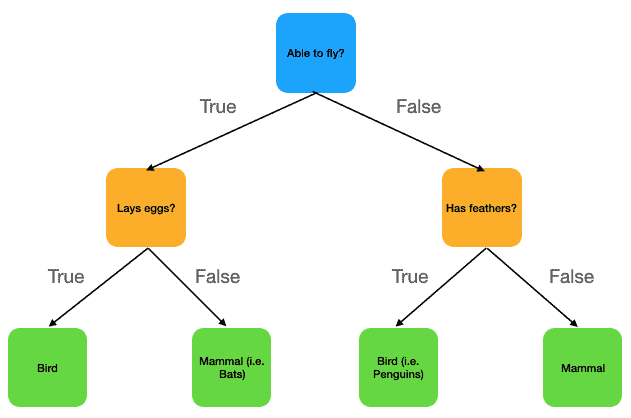 Able to fly?
True
False
Lays eggs?
Has feathers?
True
False
True
False
Bird
Mammal (i.e.
Bats)
Bird (i.e.
Penguins)
Mammal